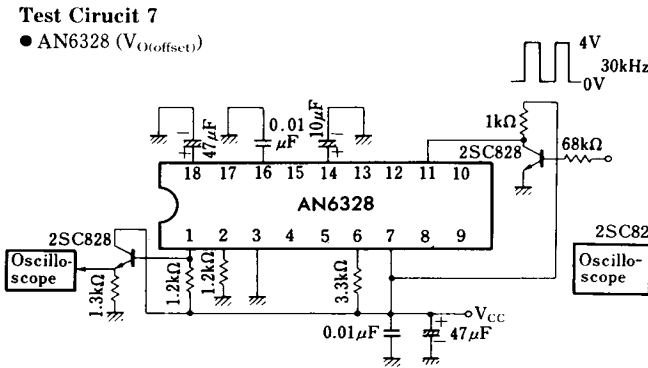 Test Cirucit 7
● AN6328 (VO(offset))
4V
30kHz
0V
47μF
0.01
μF
10μF
1kΩ
2SC828
68kΩ
18 17 16 15 14 13 12 11 10
AN6328
1 2 3 4 5 6 7 8 9
2SC828
Oscillo-
scope
1.3kΩ
1.2kΩ
1.2kΩ
3.3kΩ
VCC
0.01μF
47μF
2SC82
Oscillo-
scope